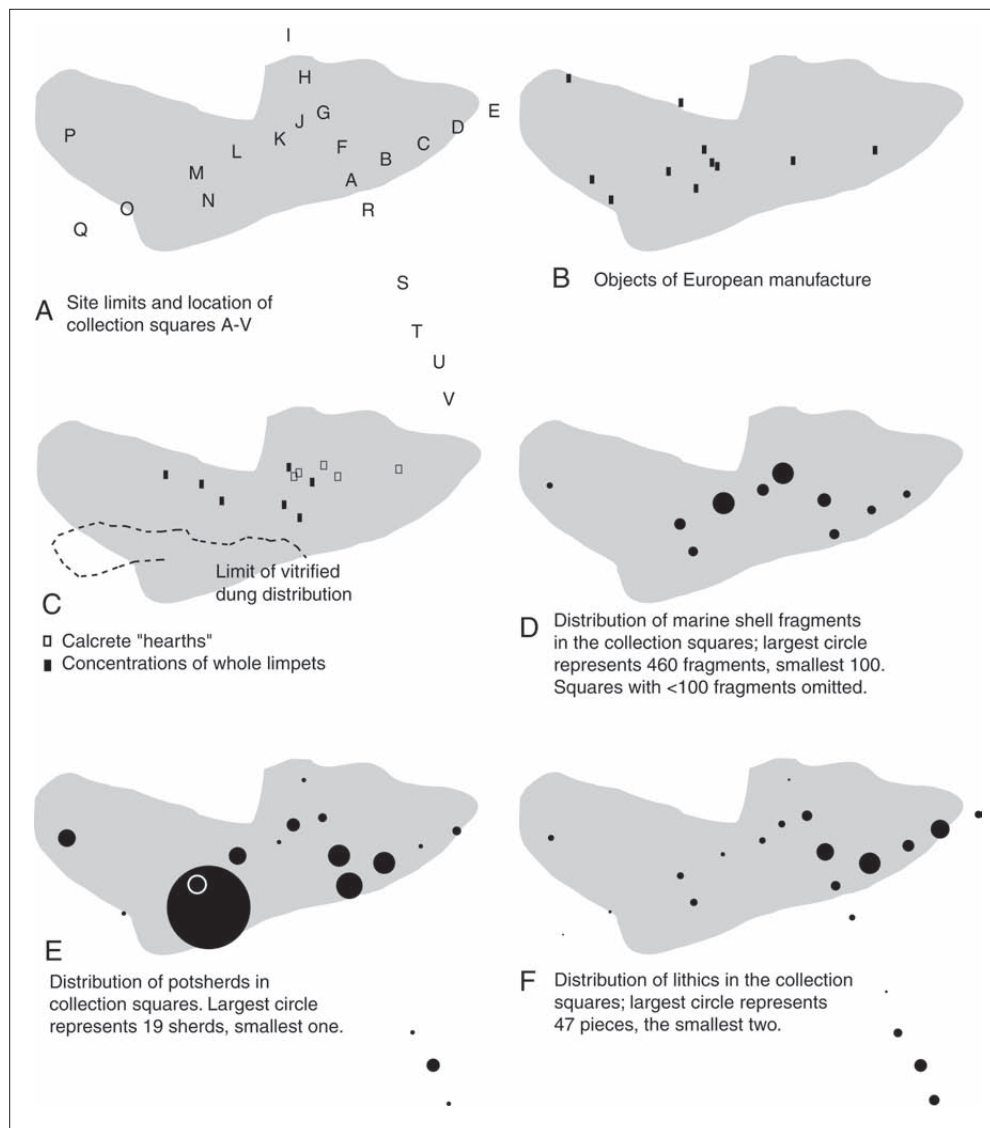 I
H
E
G
D
J
P
K
F
C
L
B
M
A
N
O
R
Q
B Objects of European manufacture
S
A Site limits and location of
collection squares A-V
T
U
V
Limit of vitrified
dung distribution
C
Calcrete "hearths"
Concentrations of whole limpets
D Distribution of marine shell fragments
in the collection squares; largest circle
represents 460 fragments, smallest 100.
Squares with <100 fragments omitted.
E
Distribution of potsherds in
collection squares. Largest circle
represents 19 sherds, smallest one.
F Distribution of lithics in the collection
squares; largest circle represents
47 pieces, the smallest two.